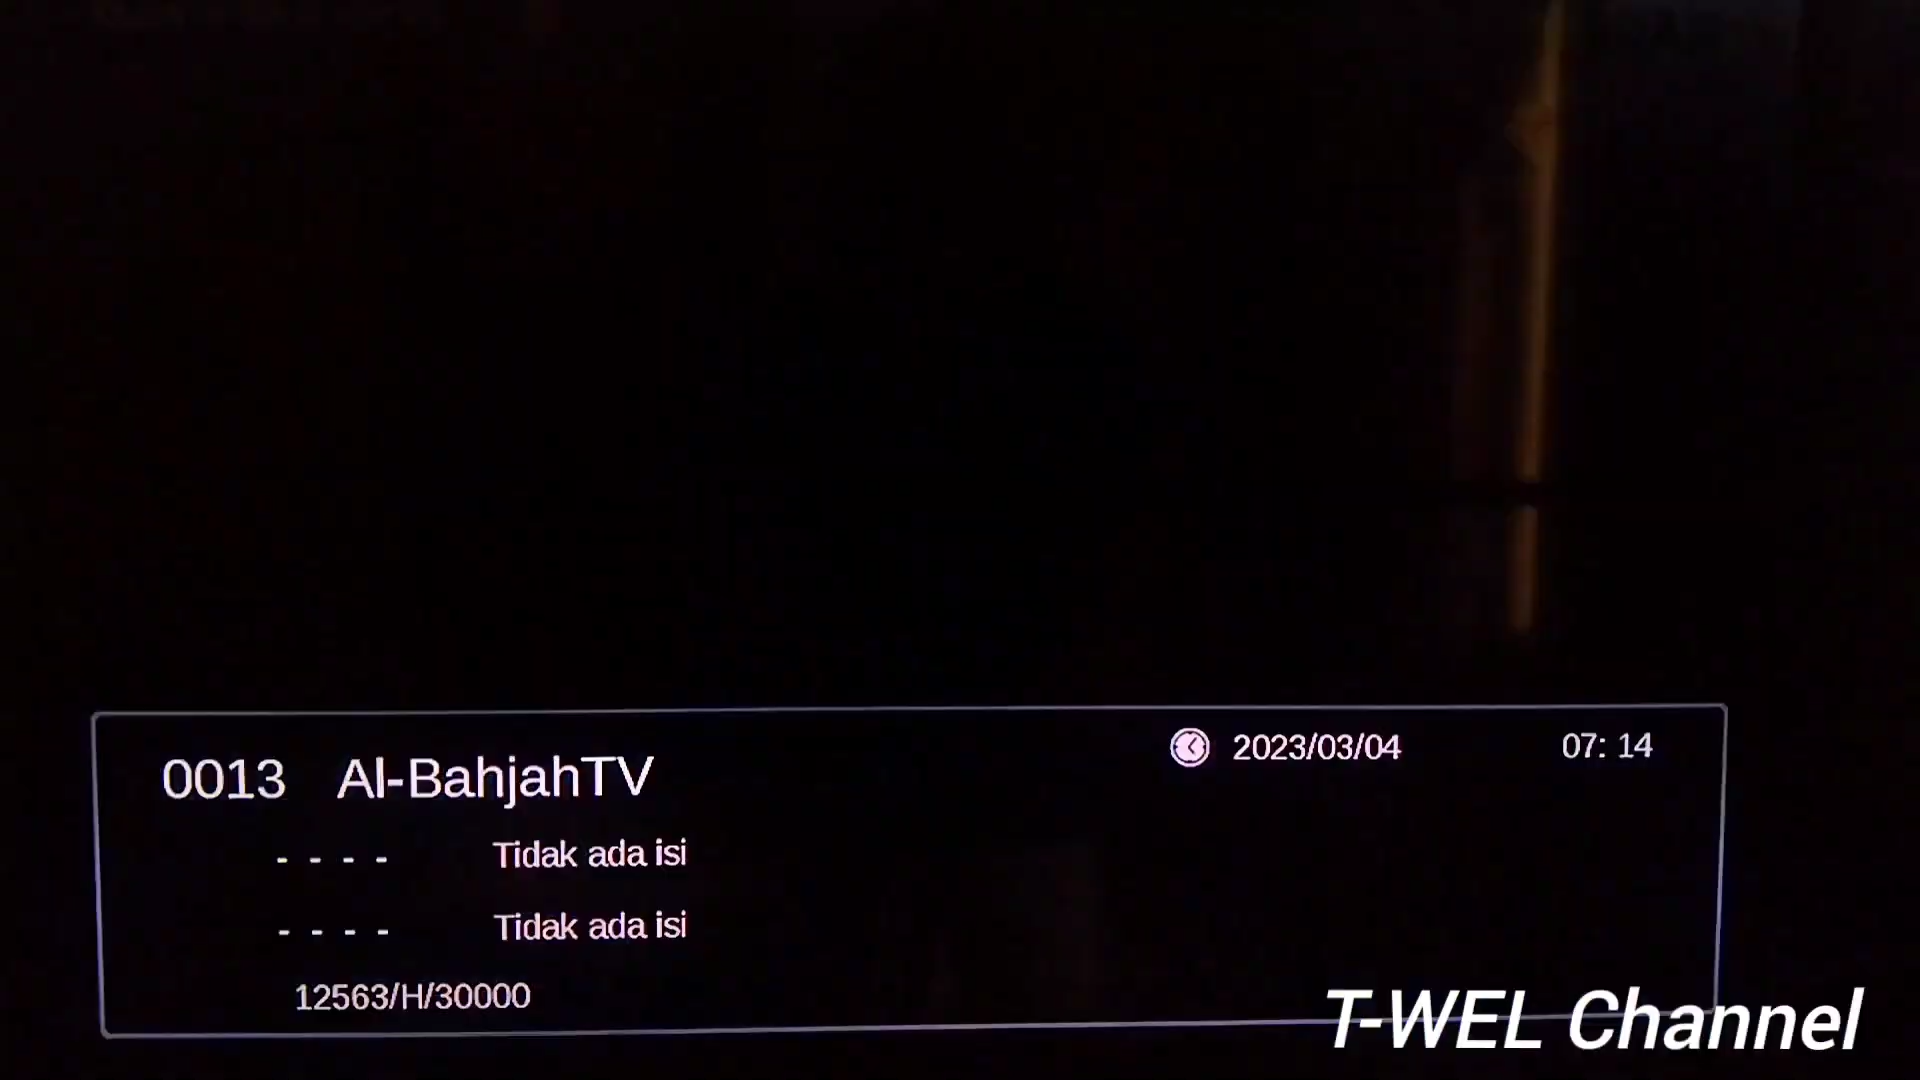 0013 Al-BahjahTV
2023/03/04 07: 14
- - - - Tidak ada isi
- - - - Tidak ada isi
12563/H/30000
T-WEL Channel